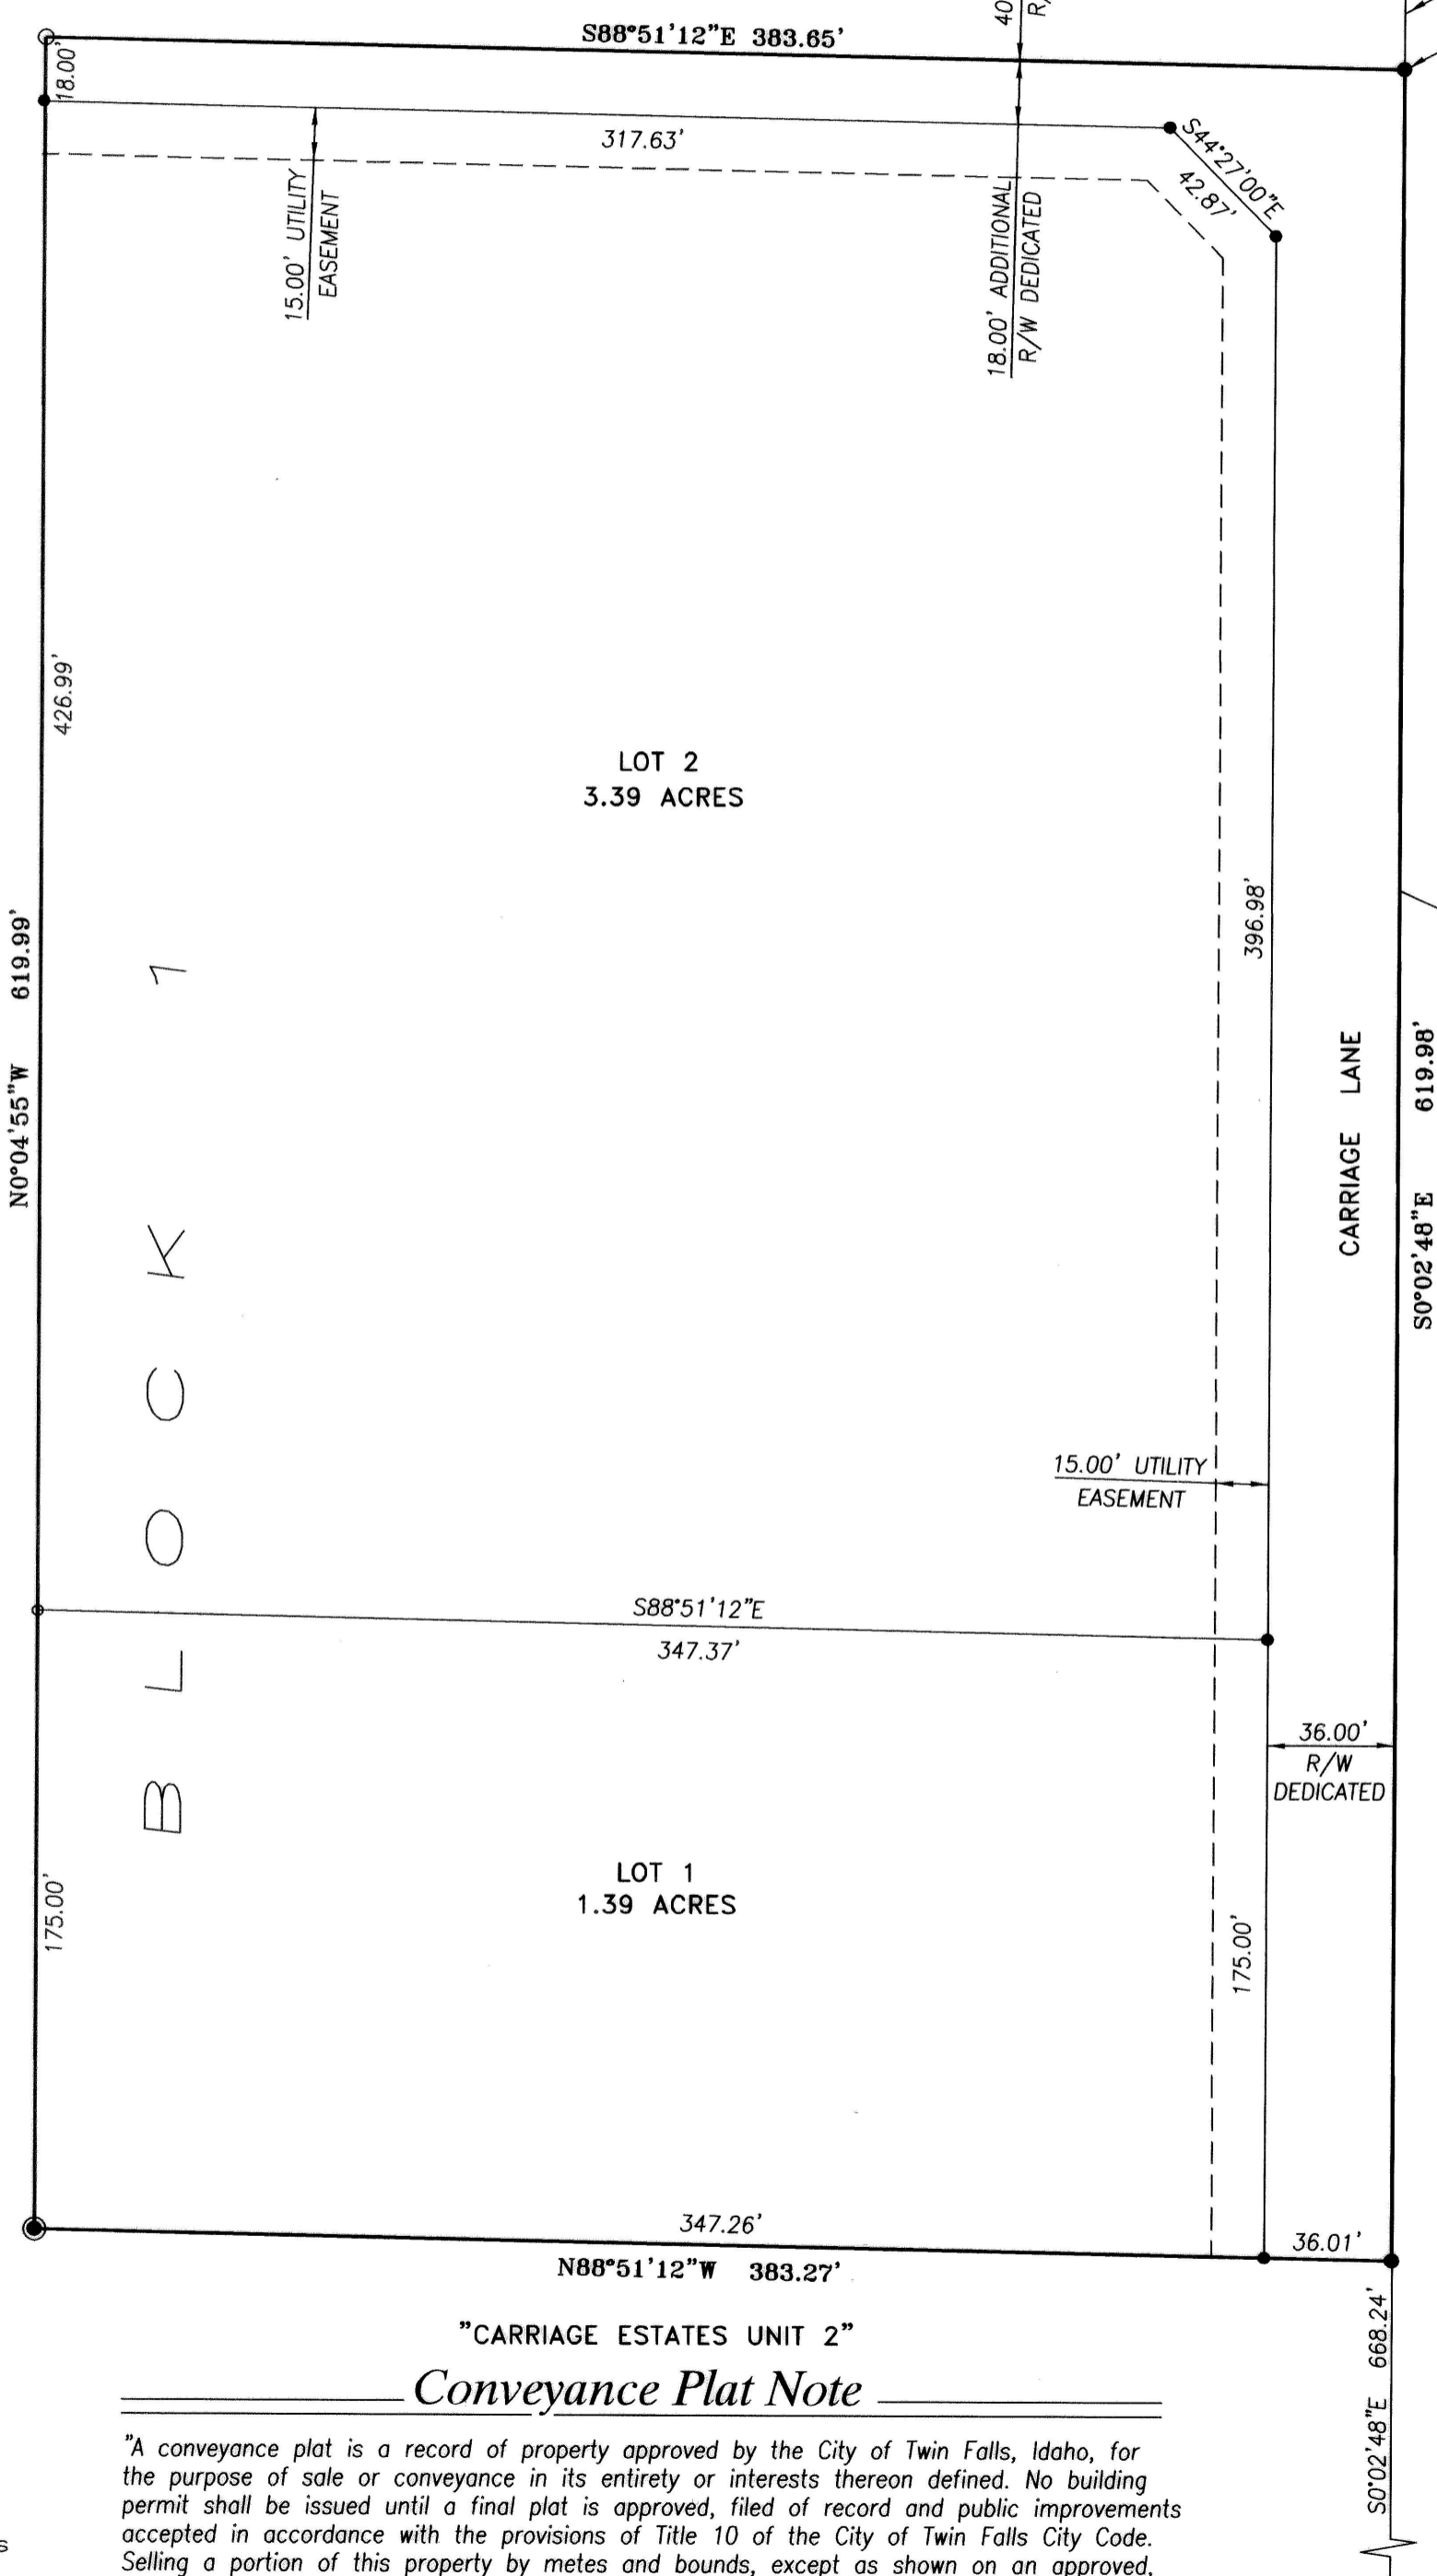 40
R/
S88°51'12"E 383.65'
18.00'
317.63'
S44°27'00"E
42.87'
15.00' UTILITY
EASEMENT
18.00' ADDITIONAL
R/W DEDICATED
426.99'
LOT 2
3.39 ACRES
N0°04'55"W 619.99'
BLOCK 1
396.98'
CARRIAGE LANE
S0°02'48"E 619.98'
15.00' UTILITY
EASEMENT
S88°51'12"E
347.37'
36.00'
R/W
DEDICATED
LOT 1
1.39 ACRES
175.00'
175.00'
347.26'
36.01'
N88°51'12"W 383.27'
"CARRIAGE ESTATES UNIT 2"
S0°02'48"E 668.24'
Conveyance Plat Note
"A conveyance plat is a record of property approved by the City of Twin Falls, Idaho, for
the purpose of sale or conveyance in its entirety or interests thereon defined. No building
permit shall be issued until a final plat is approved, filed of record and public improvements
accepted in accordance with the provisions of Title 10 of the City of Twin Falls City Code.
s
Selling a portion of this property by metes and bounds, except as shown on an approved,